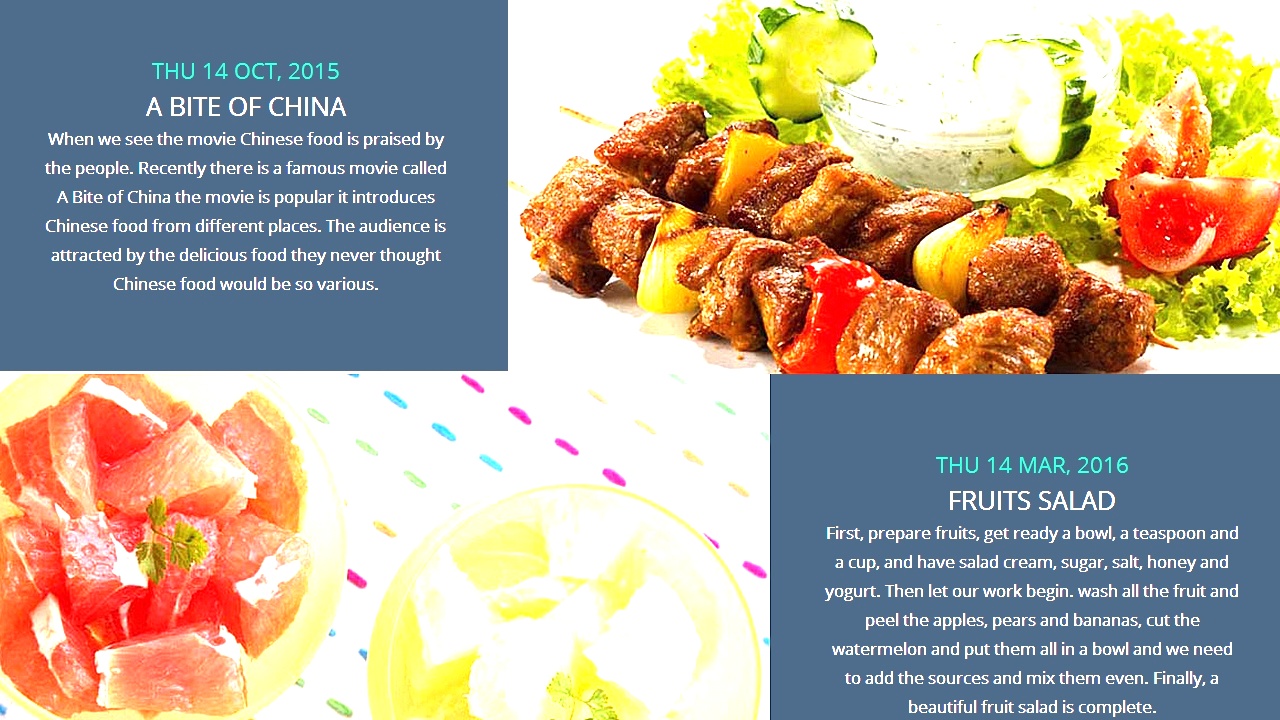 THU 14 OCT, 2015
A BITE OF CHINA
When we see the movie Chinese food is praised by
the people. Recently there is a famous movie called
A Bite of China the movie is popular it introduces
Chinese food from different places. The audience is
attracted by the delicious food they never thought
Chinese food would be so various.
THU 14 MAR, 2016
FRUITS SALAD
First, prepare fruits, get ready a bowl, a teaspoon and
a cup, and have salad cream, sugar, salt, honey and
yogurt. Then let our work begin. wash all the fruit and
peel the apples, pears and bananas, cut the
watermelon and put them all in a bowl and we need
to add the sources and mix them even. Finally, a
beautiful fruit salad is complete.